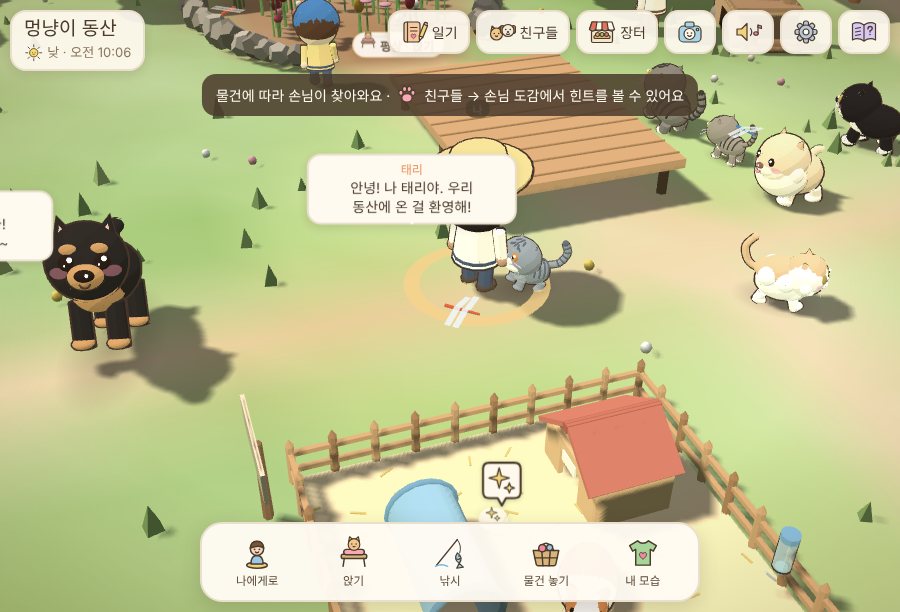 멍냥이 동산
낮 · 오전 10:06
일기
친구들
장터
물건에 따라 손님이 찾아와요 · 친구들 → 손님 도감에서 힌트를 볼 수 있어요
태리
안녕! 나 태리야. 우리
동산에 온 걸 환영해!
나에게로
앉기
낚시
물건 놓기
내 모습